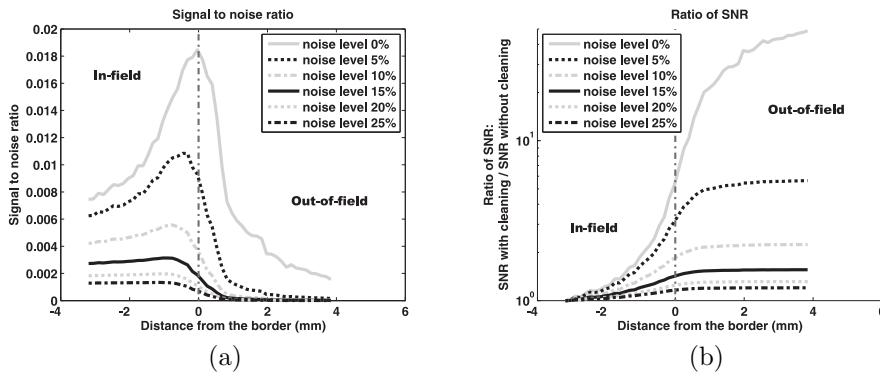 Signal to noise ratio
0.02
0.018
0.016
0.014
0.012
0.01
0.008
0.006
0.004
0.002
0
Signal to noise ratio
In-field
noise level 0%
noise level 5%
noise level 10%
noise level 15%
noise level 20%
noise level 25%
Out-of-field
-4 -2 0 2 4 6
Distance from the border (mm)
(a)
Ratio of SNR
Ratio of SNR:
SNR with cleaning / SNR without cleaning
10^1
10^0
noise level 0%
noise level 5%
noise level 10%
noise level 15%
noise level 20%
noise level 25%
Out-of-field
In-field
-4 -2 0 2 4 6
Distance from the border (mm)
(b)